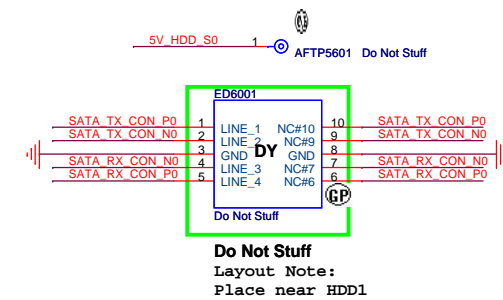 5V_HDD_S0 1 AFTP5601 Do Not Stuff
ED6001
SATA_TX_CON_P0 1 LINE_1 NC#10 10 SATA_TX_CON_P0
SATA_TX_CON_N0 2 LINE_2 NC#9 9 SATA_TX_CON_N0
3 GND DY GND 8
SATA_RX_CON_N0 4 LINE_3 NC#7 7 SATA_RX_CON_N0
SATA_RX_CON_P0 5 LINE_4 NC#6 6 SATA_RX_CON_P0
GP
Do Not Stuff
Do Not Stuff
Layout Note:
Place near HDD1